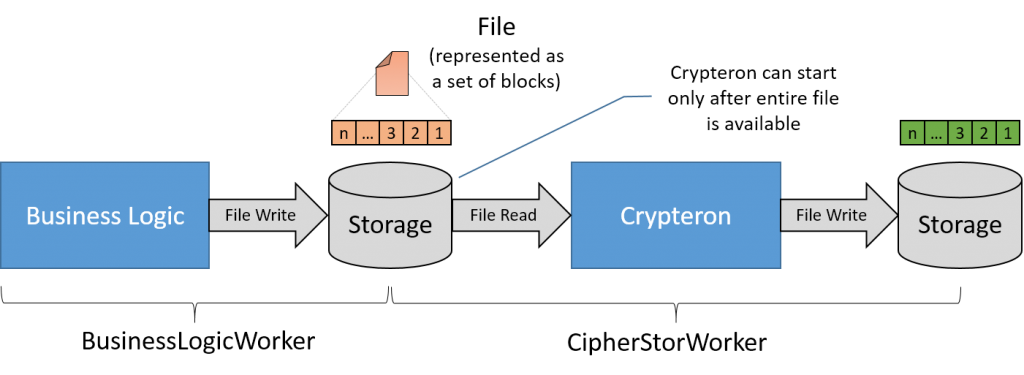 File
(represented as
a set of blocks)
Crypteron can start
only after entire file
is available
n ... 3 2 1
n ... 3 2 1
Business Logic
File Write
Storage
File Read
Crypteron
File Write
Storage
BusinessLogicWorker
CipherStorWorker